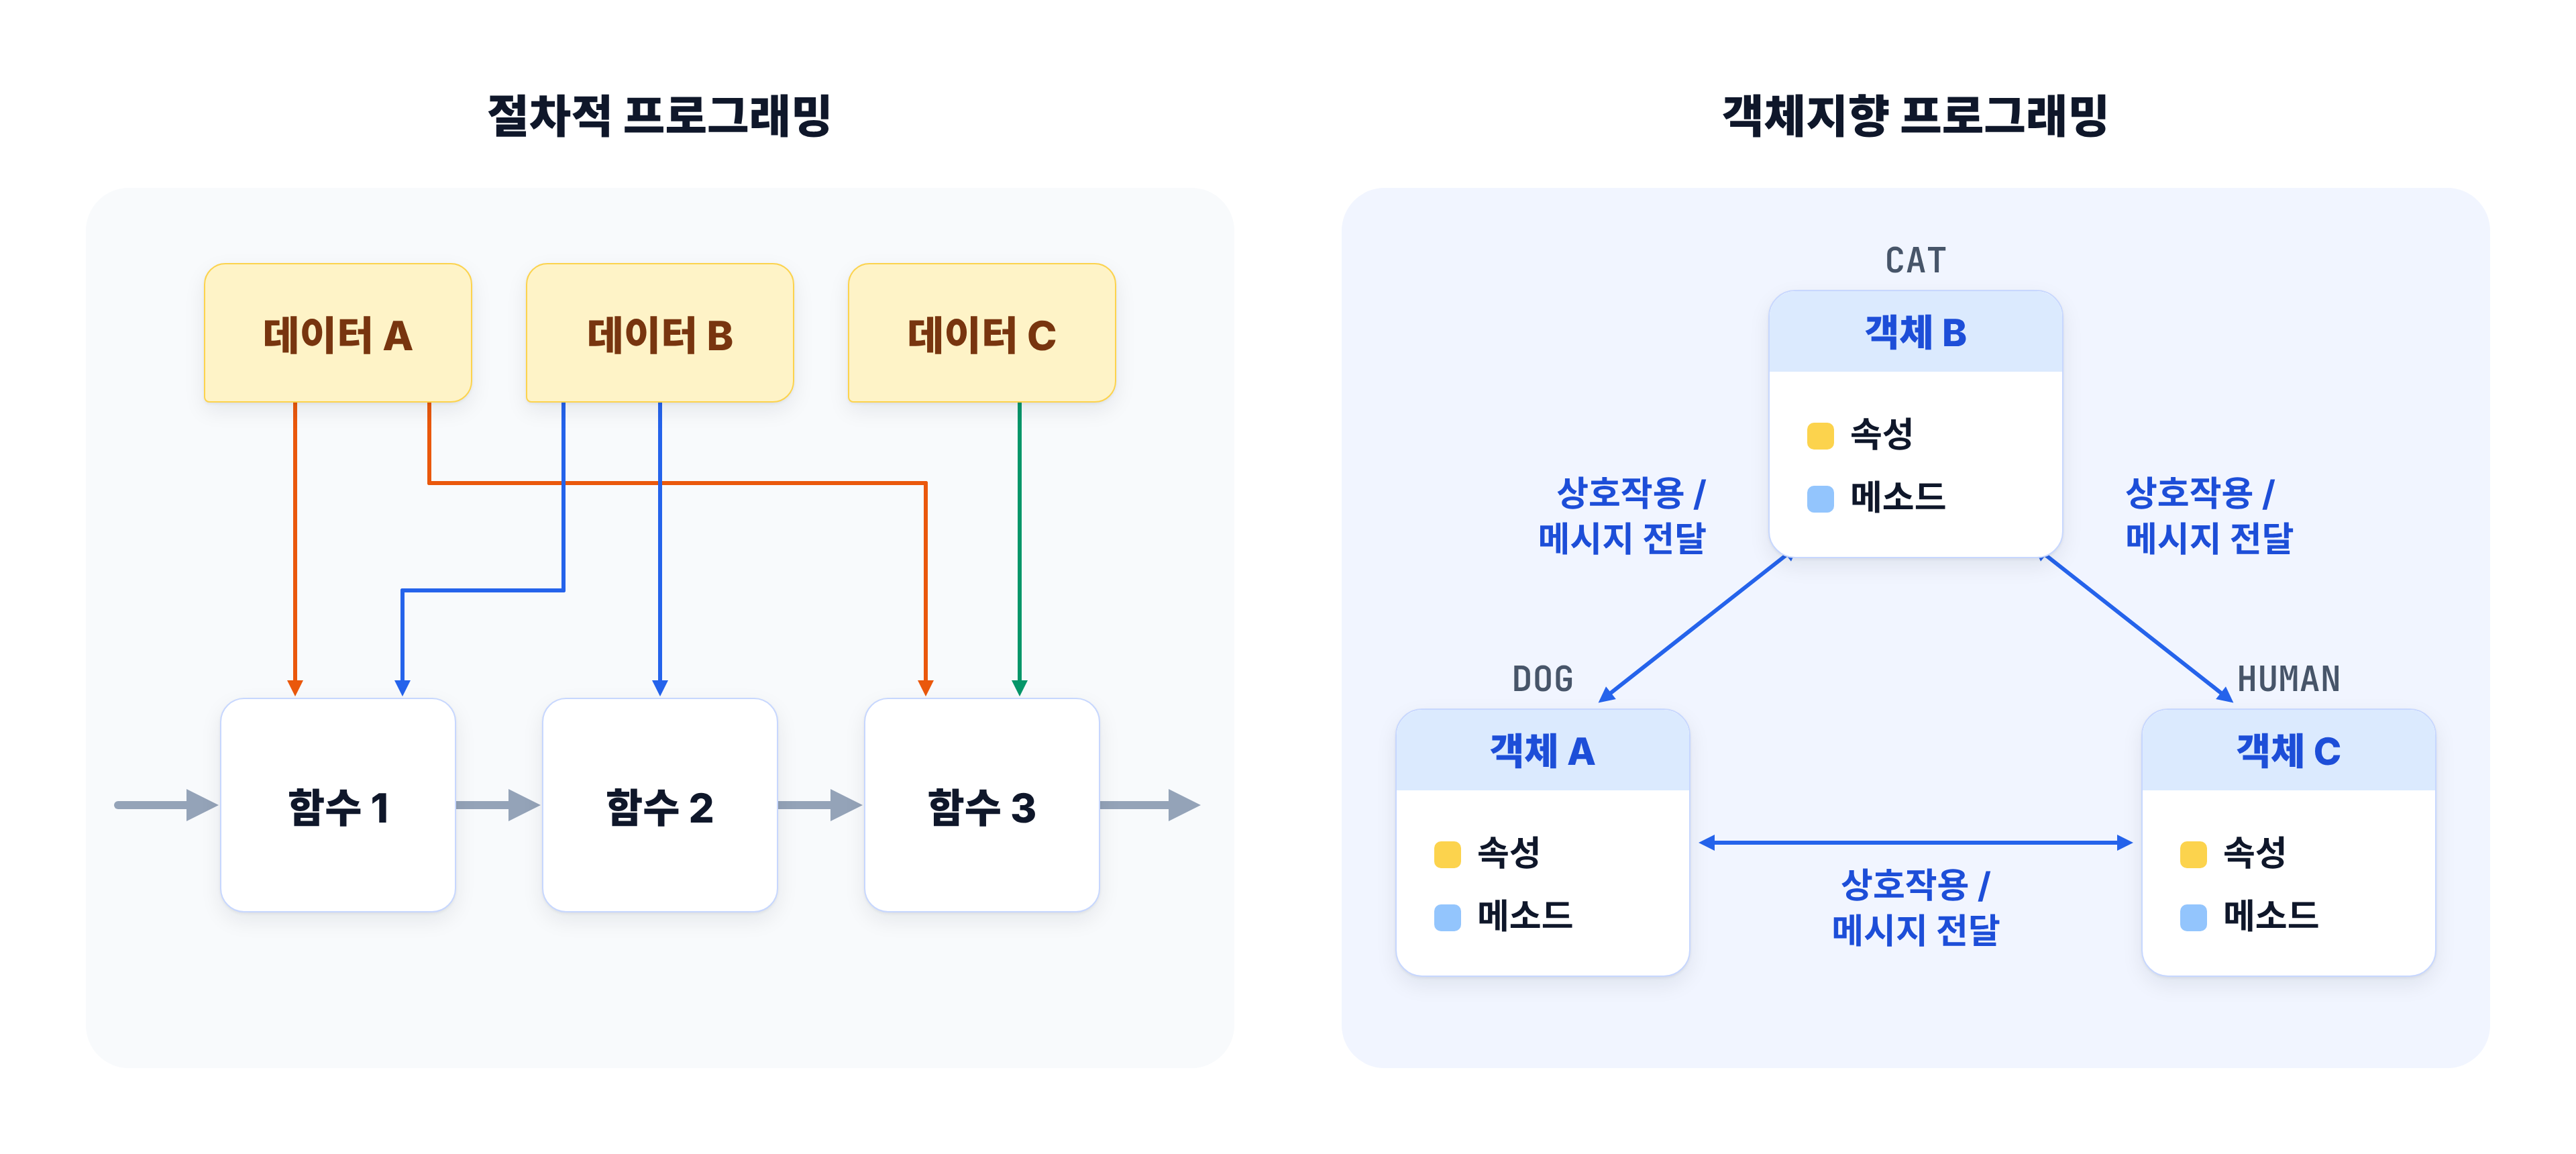 절차적 프로그래밍
데이터 A
데이터 B
데이터 C
함수 1
함수 2
함수 3
객체지향 프로그래밍
CAT
객체 B
속성
메소드
상호작용 /
메시지 전달
상호작용 /
메시지 전달
DOG
객체 A
속성
메소드
HUMAN
객체 C
속성
메소드
상호작용 /
메시지 전달